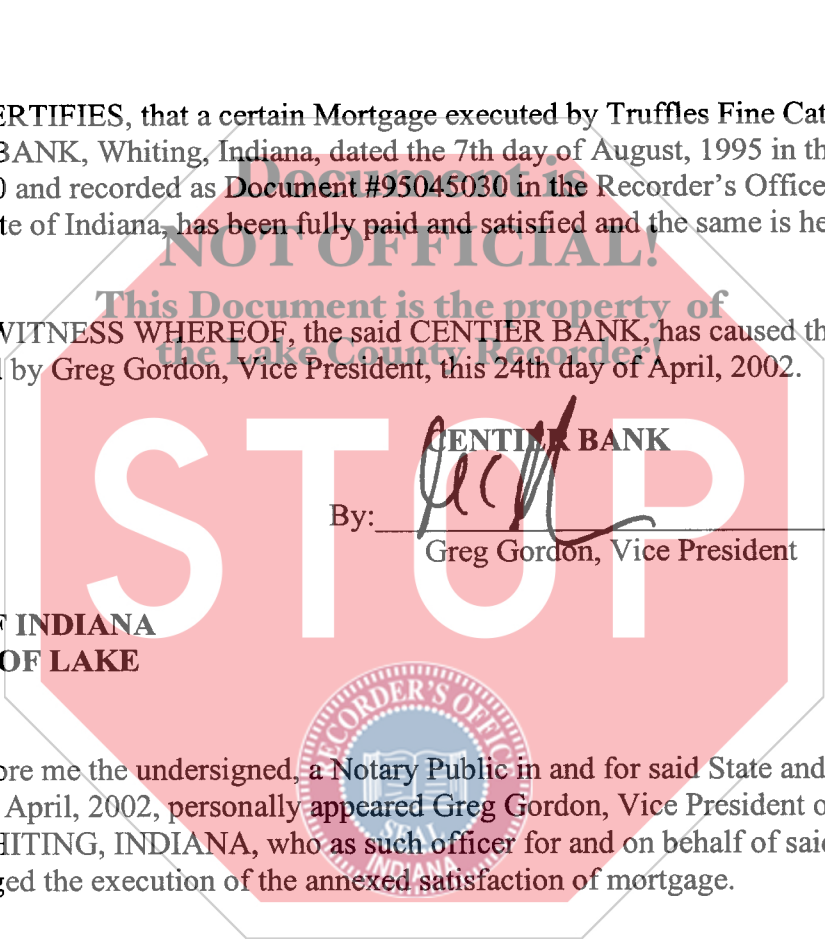 ERTIFIES, that a certain Mortgage executed by Truffles Fine Cat
BANK, Whiting, Indiana, dated the 7th day of August, 1995 in th
Document is
0 and recorded as Document #95045030 in the Recorder's Office
te of Indiana, has been fully paid and satisfied and the same is he
NOT OFFICIAL!
This Document is the property of
WITNESS WHEREOF, the said CENTIER BANK, has caused th
the Lake County Recorder!
by Greg Gordon, Vice President, this 24th day of April, 2002.
STOP
CENTIER BANK
By:
Greg Gordon, Vice President
F INDIANA
OF LAKE
RECORDER'S OFFICE
ore me the undersigned, a Notary Public in and for said State and
April, 2002, personally appeared Greg Gordon, Vice President o
HITING, INDIANA, who as such officer for and on behalf of said
SEAL
INDIANA
ged the execution of the annexed satisfaction of mortgage.